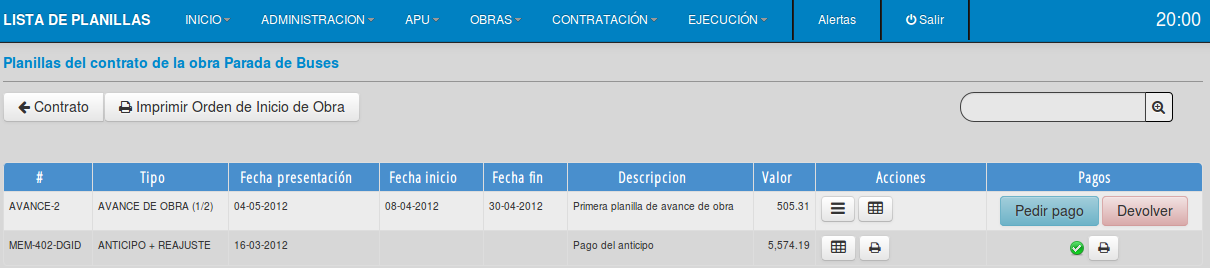 LISTA DE PLANILLAS INICIO ADMINISTRACION APU OBRAS CONTRATACIÓN EJECUCIÓN Alertas Salir 20:00
Planillas del contrato de la obra Parada de Buses
Contrato Imprimir Orden de Inicio de Obra
# Tipo Fecha presentación Fecha inicio Fecha fin Descripcion Valor Acciones Pagos
AVANCE-2 AVANCE DE OBRA (1/2) 04-05-2012 08-04-2012 30-04-2012 Primera planilla de avance de obra 505.31 Pedir pago Devolver
MEM-402-DGID ANTICIPO + REAJUSTE 16-03-2012 Pago del anticipo 5,574.19